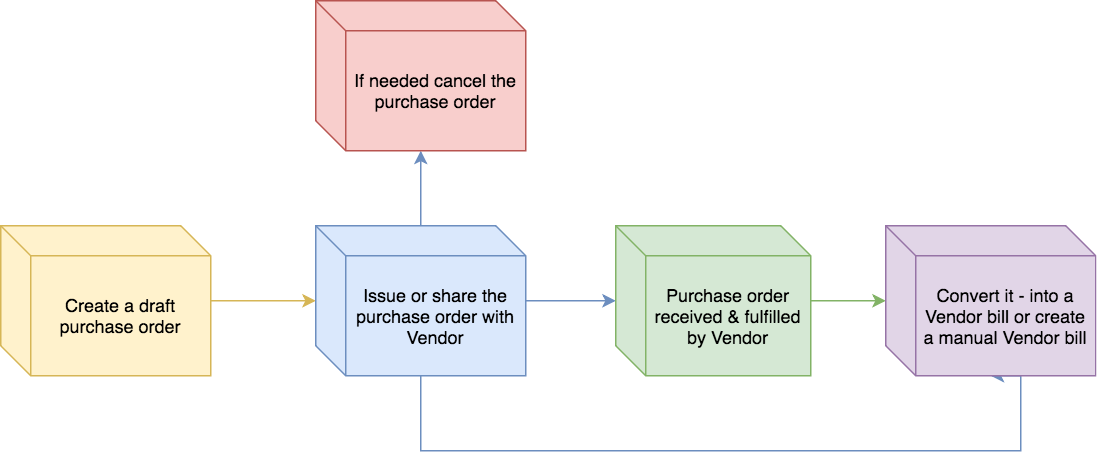 If needed cancel the
purchase order
Create a draft
purchase order
Issue or share the
purchase order with
Vendor
Purchase order
received & fulfilled
by Vendor
Convert it - into a
Vendor bill or create
a manual Vendor bill